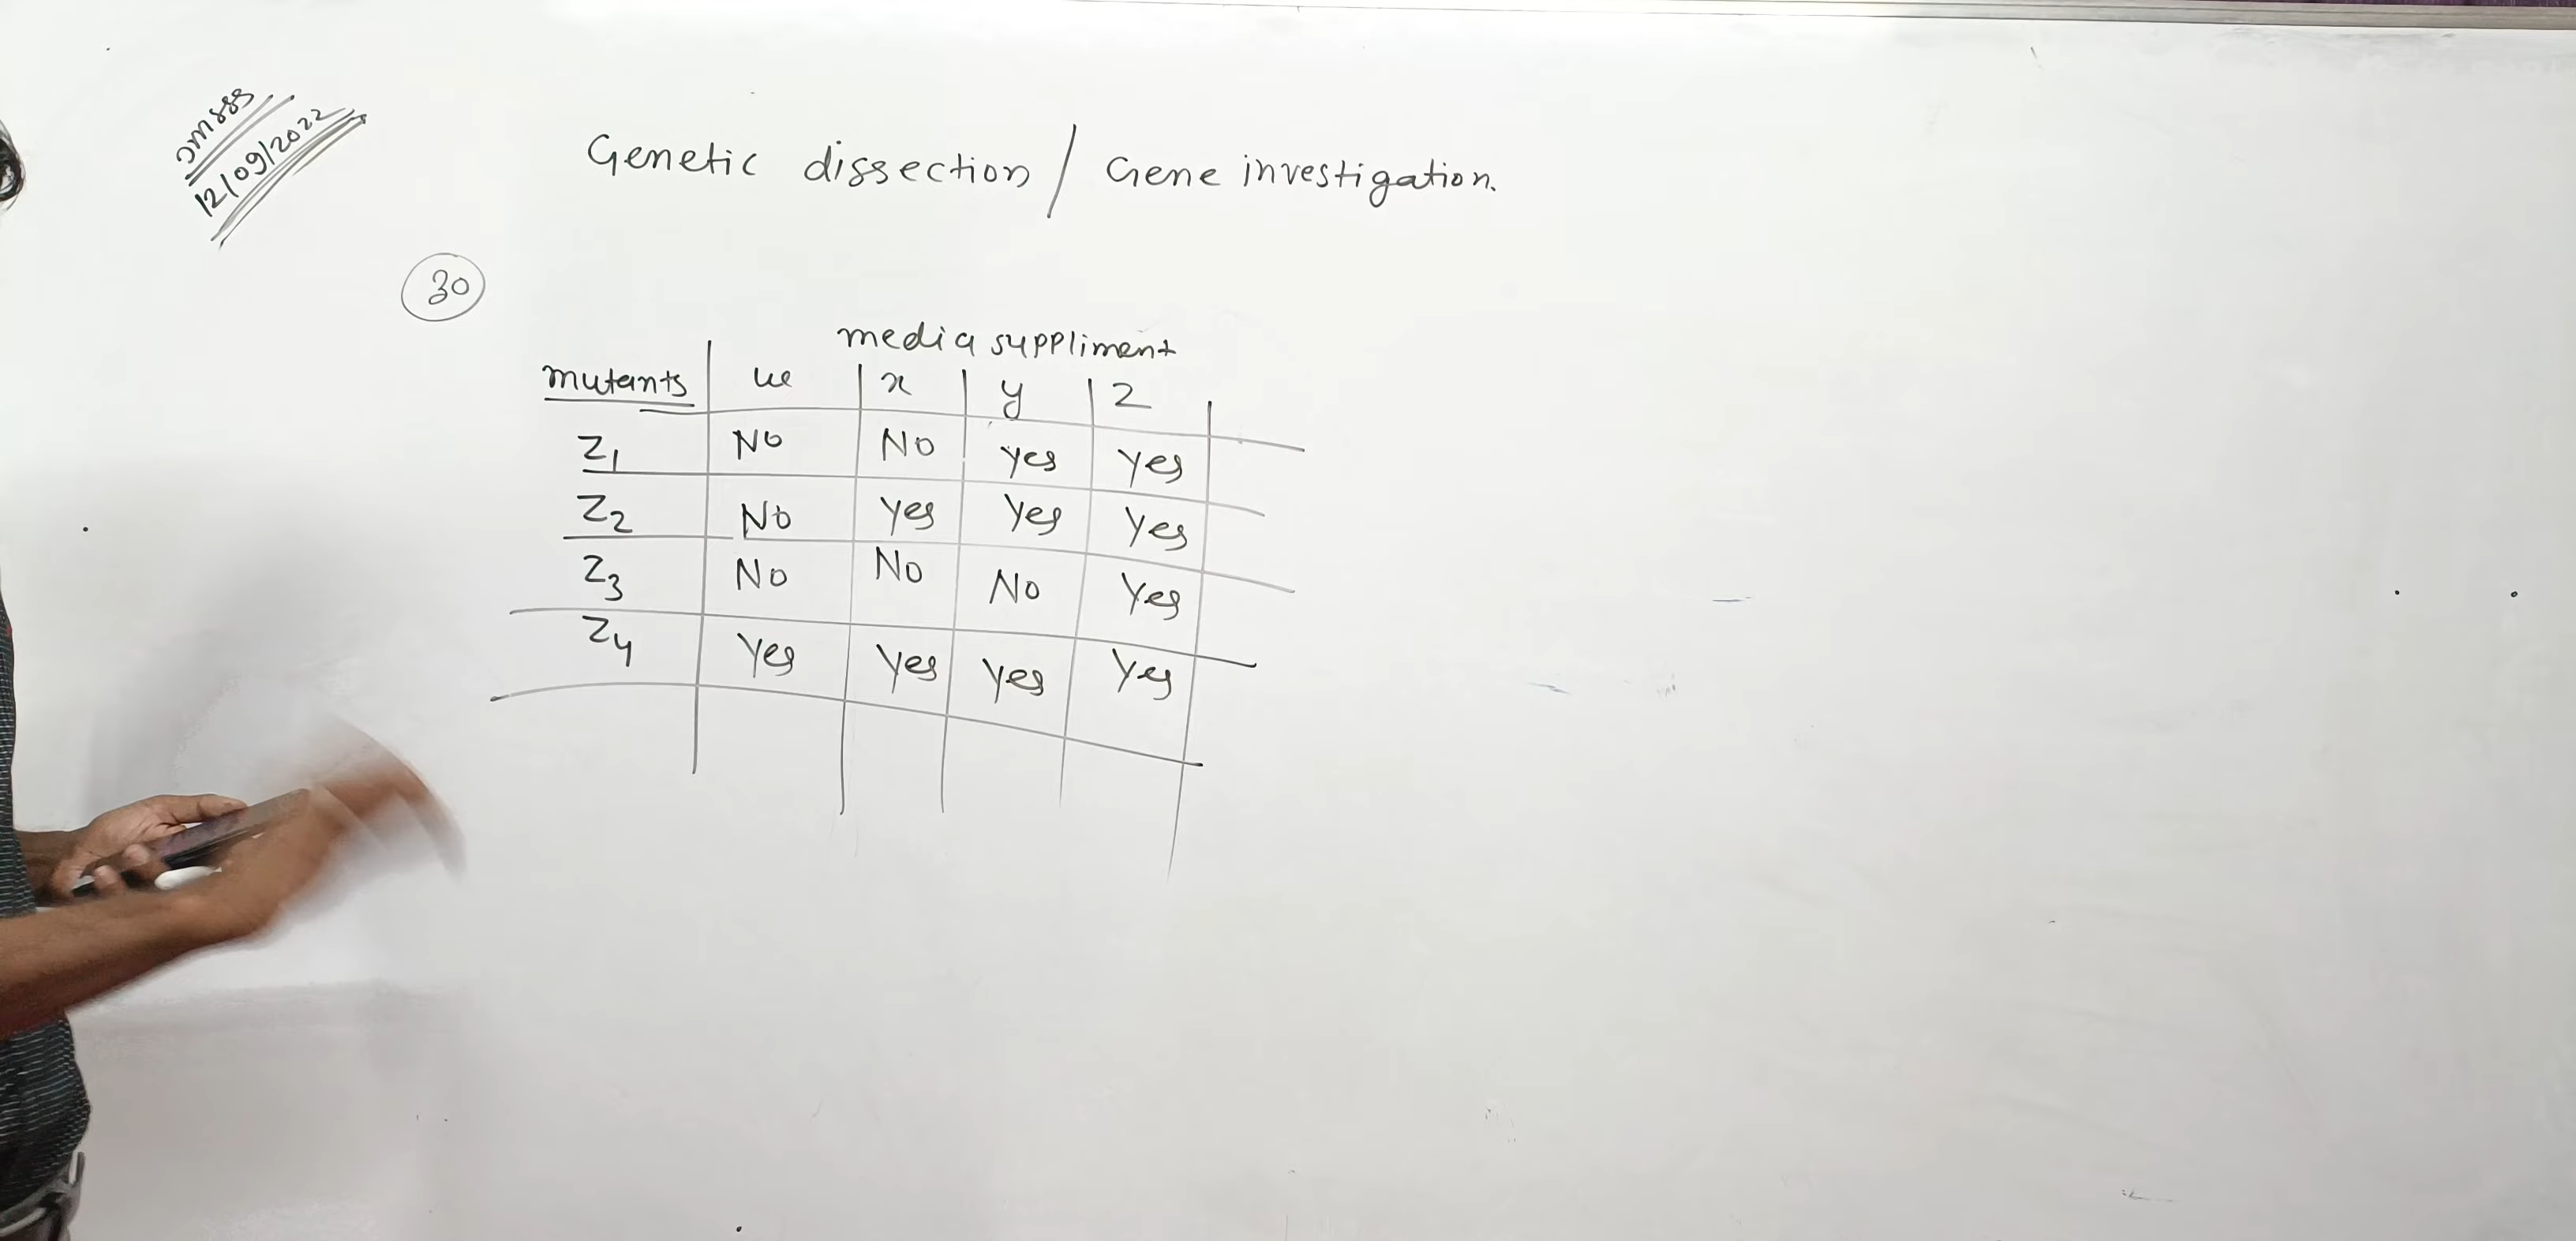 12/09/2022
Genetic dissection / Gene investigation.
30
media suppliment
mutants w x y z
Z1 No No yes yes
Z2 No yes yes yes
Z3 No No No yes
Z4 yes yes yes yes